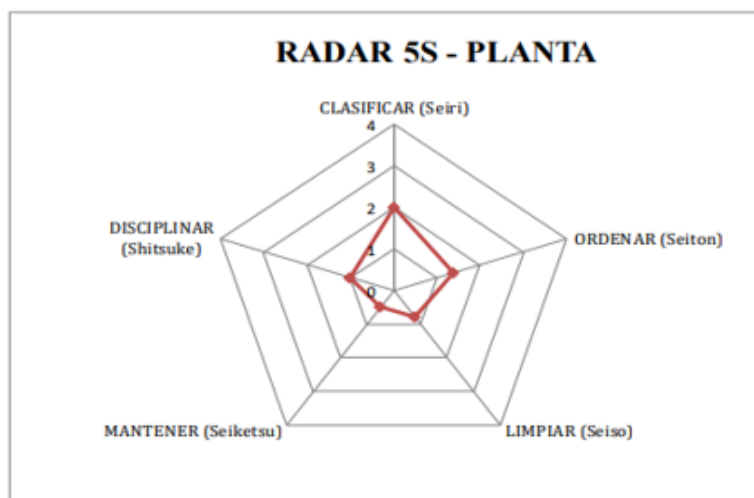 RADAR 5S - PLANTA
CLASIFICAR (Seiri)
4
3
2
1
0
DISCIPLINAR
(Shitsuke)
ORDENAR (Seiton)
MANTENER (Seiketsu)
LIMPIAR (Seiso)